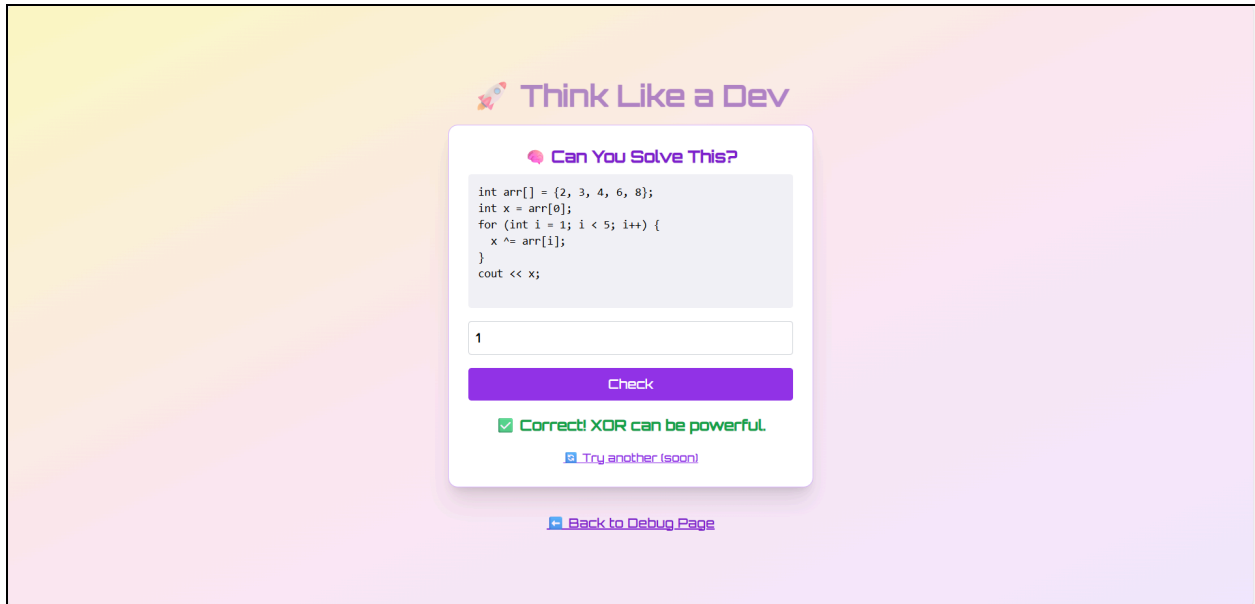 🚀 Think Like a Dev
🧠 Can You Solve This?
int arr[] = {2, 3, 4, 6, 8};
int x = arr[0];
for (int i = 1; i < 5; i++) {
  x ^= arr[i];
}
cout << x;
1
Check
✅ Correct! XOR can be powerful.
🔄 Try another (soon)
⬅️ Back to Debug Page